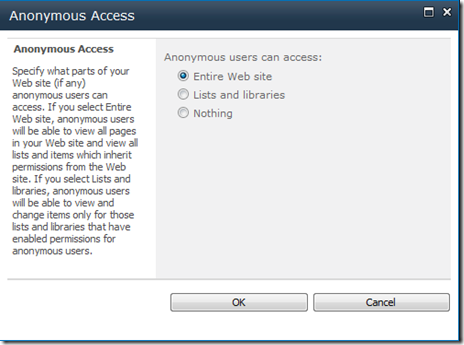 Anonymous Access
Anonymous Access
Specify what parts of your
Web site (if any)
anonymous users can
access. If you select Entire
Web site, anonymous users
will be able to view all pages
in your Web site and view all
lists and items which inherit
permissions from the Web
site. If you select Lists and
libraries, anonymous users
will be able to view and
change items only for those
lists and libraries that have
enabled permissions for
anonymous users.
Anonymous users can access:
Entire Web site
Lists and libraries
Nothing
OK
Cancel